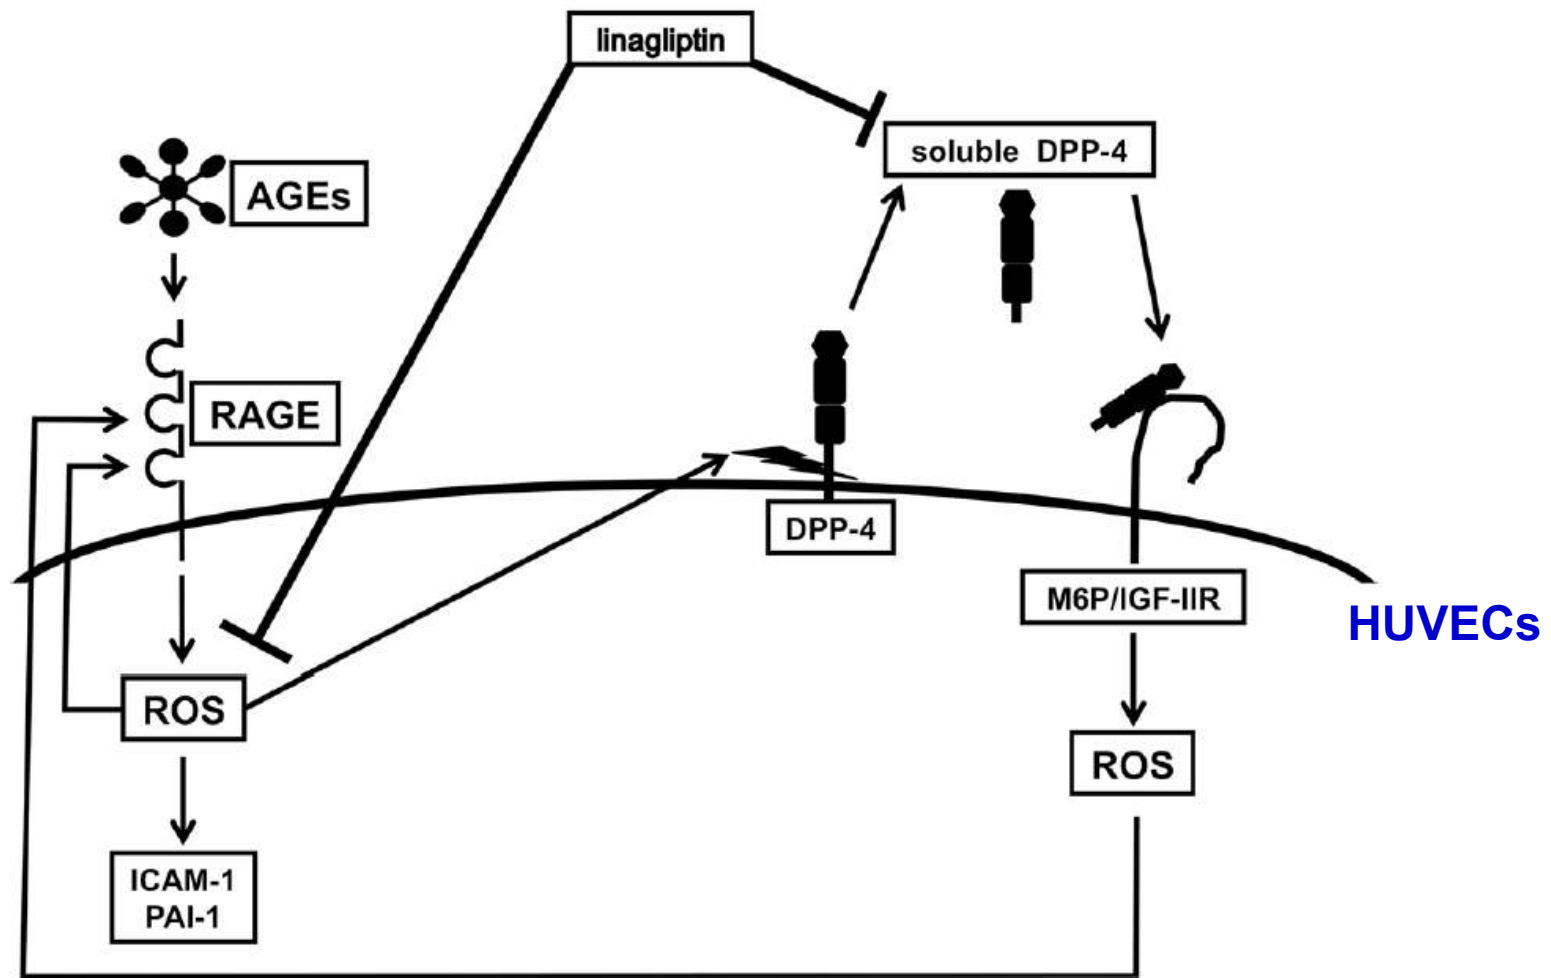 linagliptin
soluble DPP-4
AGEs
RAGE
DPP-4
M6P/IGF-IIR
HUVECs
ROS
ROS
ICAM-1
PAI-1